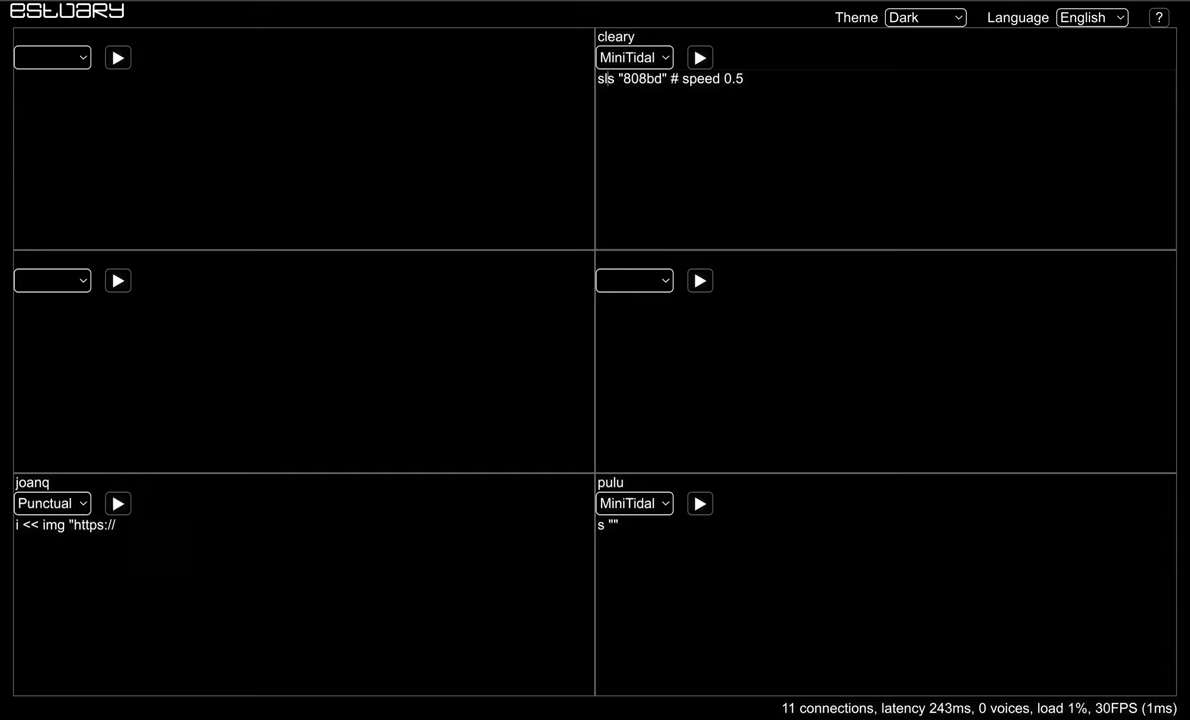 estuary
Theme Dark Language English ?
cleary
MiniTidal
sls "808bd" # speed 0.5
joanq
Punctual
i << img "https://
pulu
MiniTidal
s ""
11 connections, latency 243ms, 0 voices, load 1%, 30FPS (1ms)